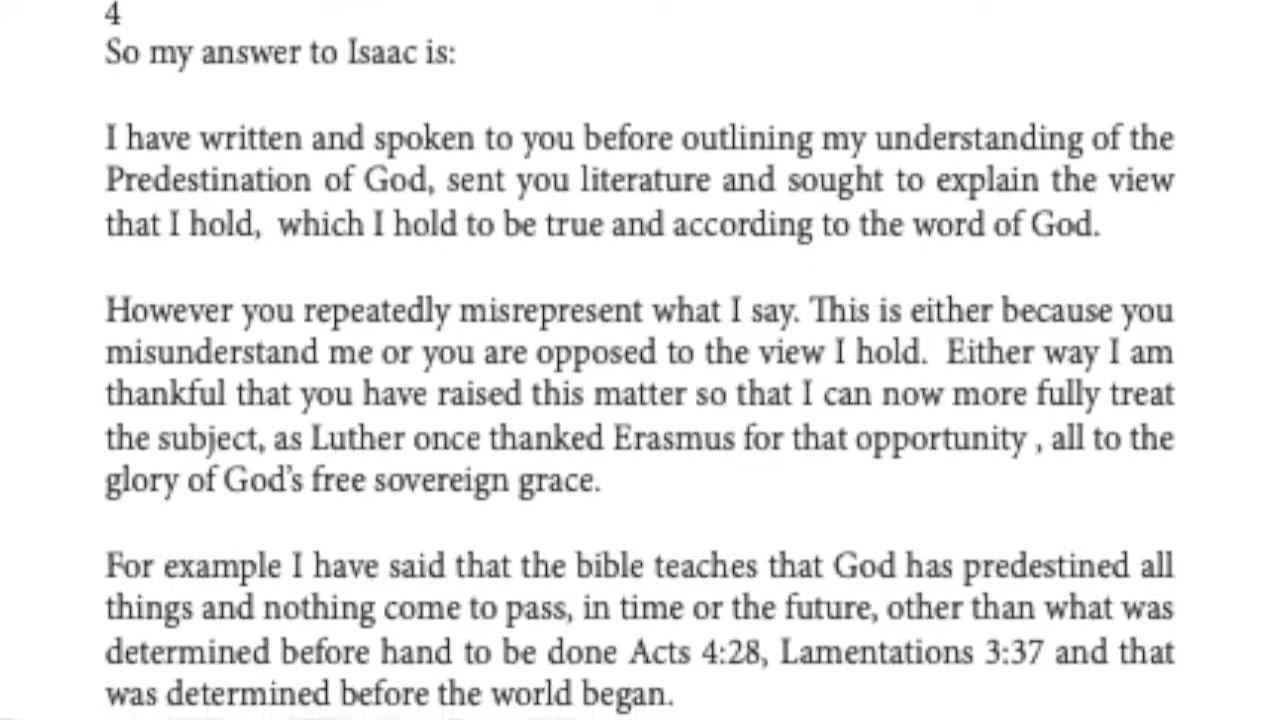 4
So my answer to Isaac is:
I have written and spoken to you before outlining my understanding of the
Predestination of God, sent you literature and sought to explain the view
that I hold,  which I hold to be true and according to the word of God.
However you repeatedly misrepresent what I say. This is either because you
misunderstand me or you are opposed to the view I hold.  Either way I am
thankful that you have raised this matter so that I can now more fully treat
the subject, as Luther once thanked Erasmus for that opportunity , all to the
glory of God’s free sovereign grace.
For example I have said that the bible teaches that God has predestined all
things and nothing come to pass, in time or the future, other than what was
determined before hand to be done Acts 4:28, Lamentations 3:37 and that
was determined before the world began.